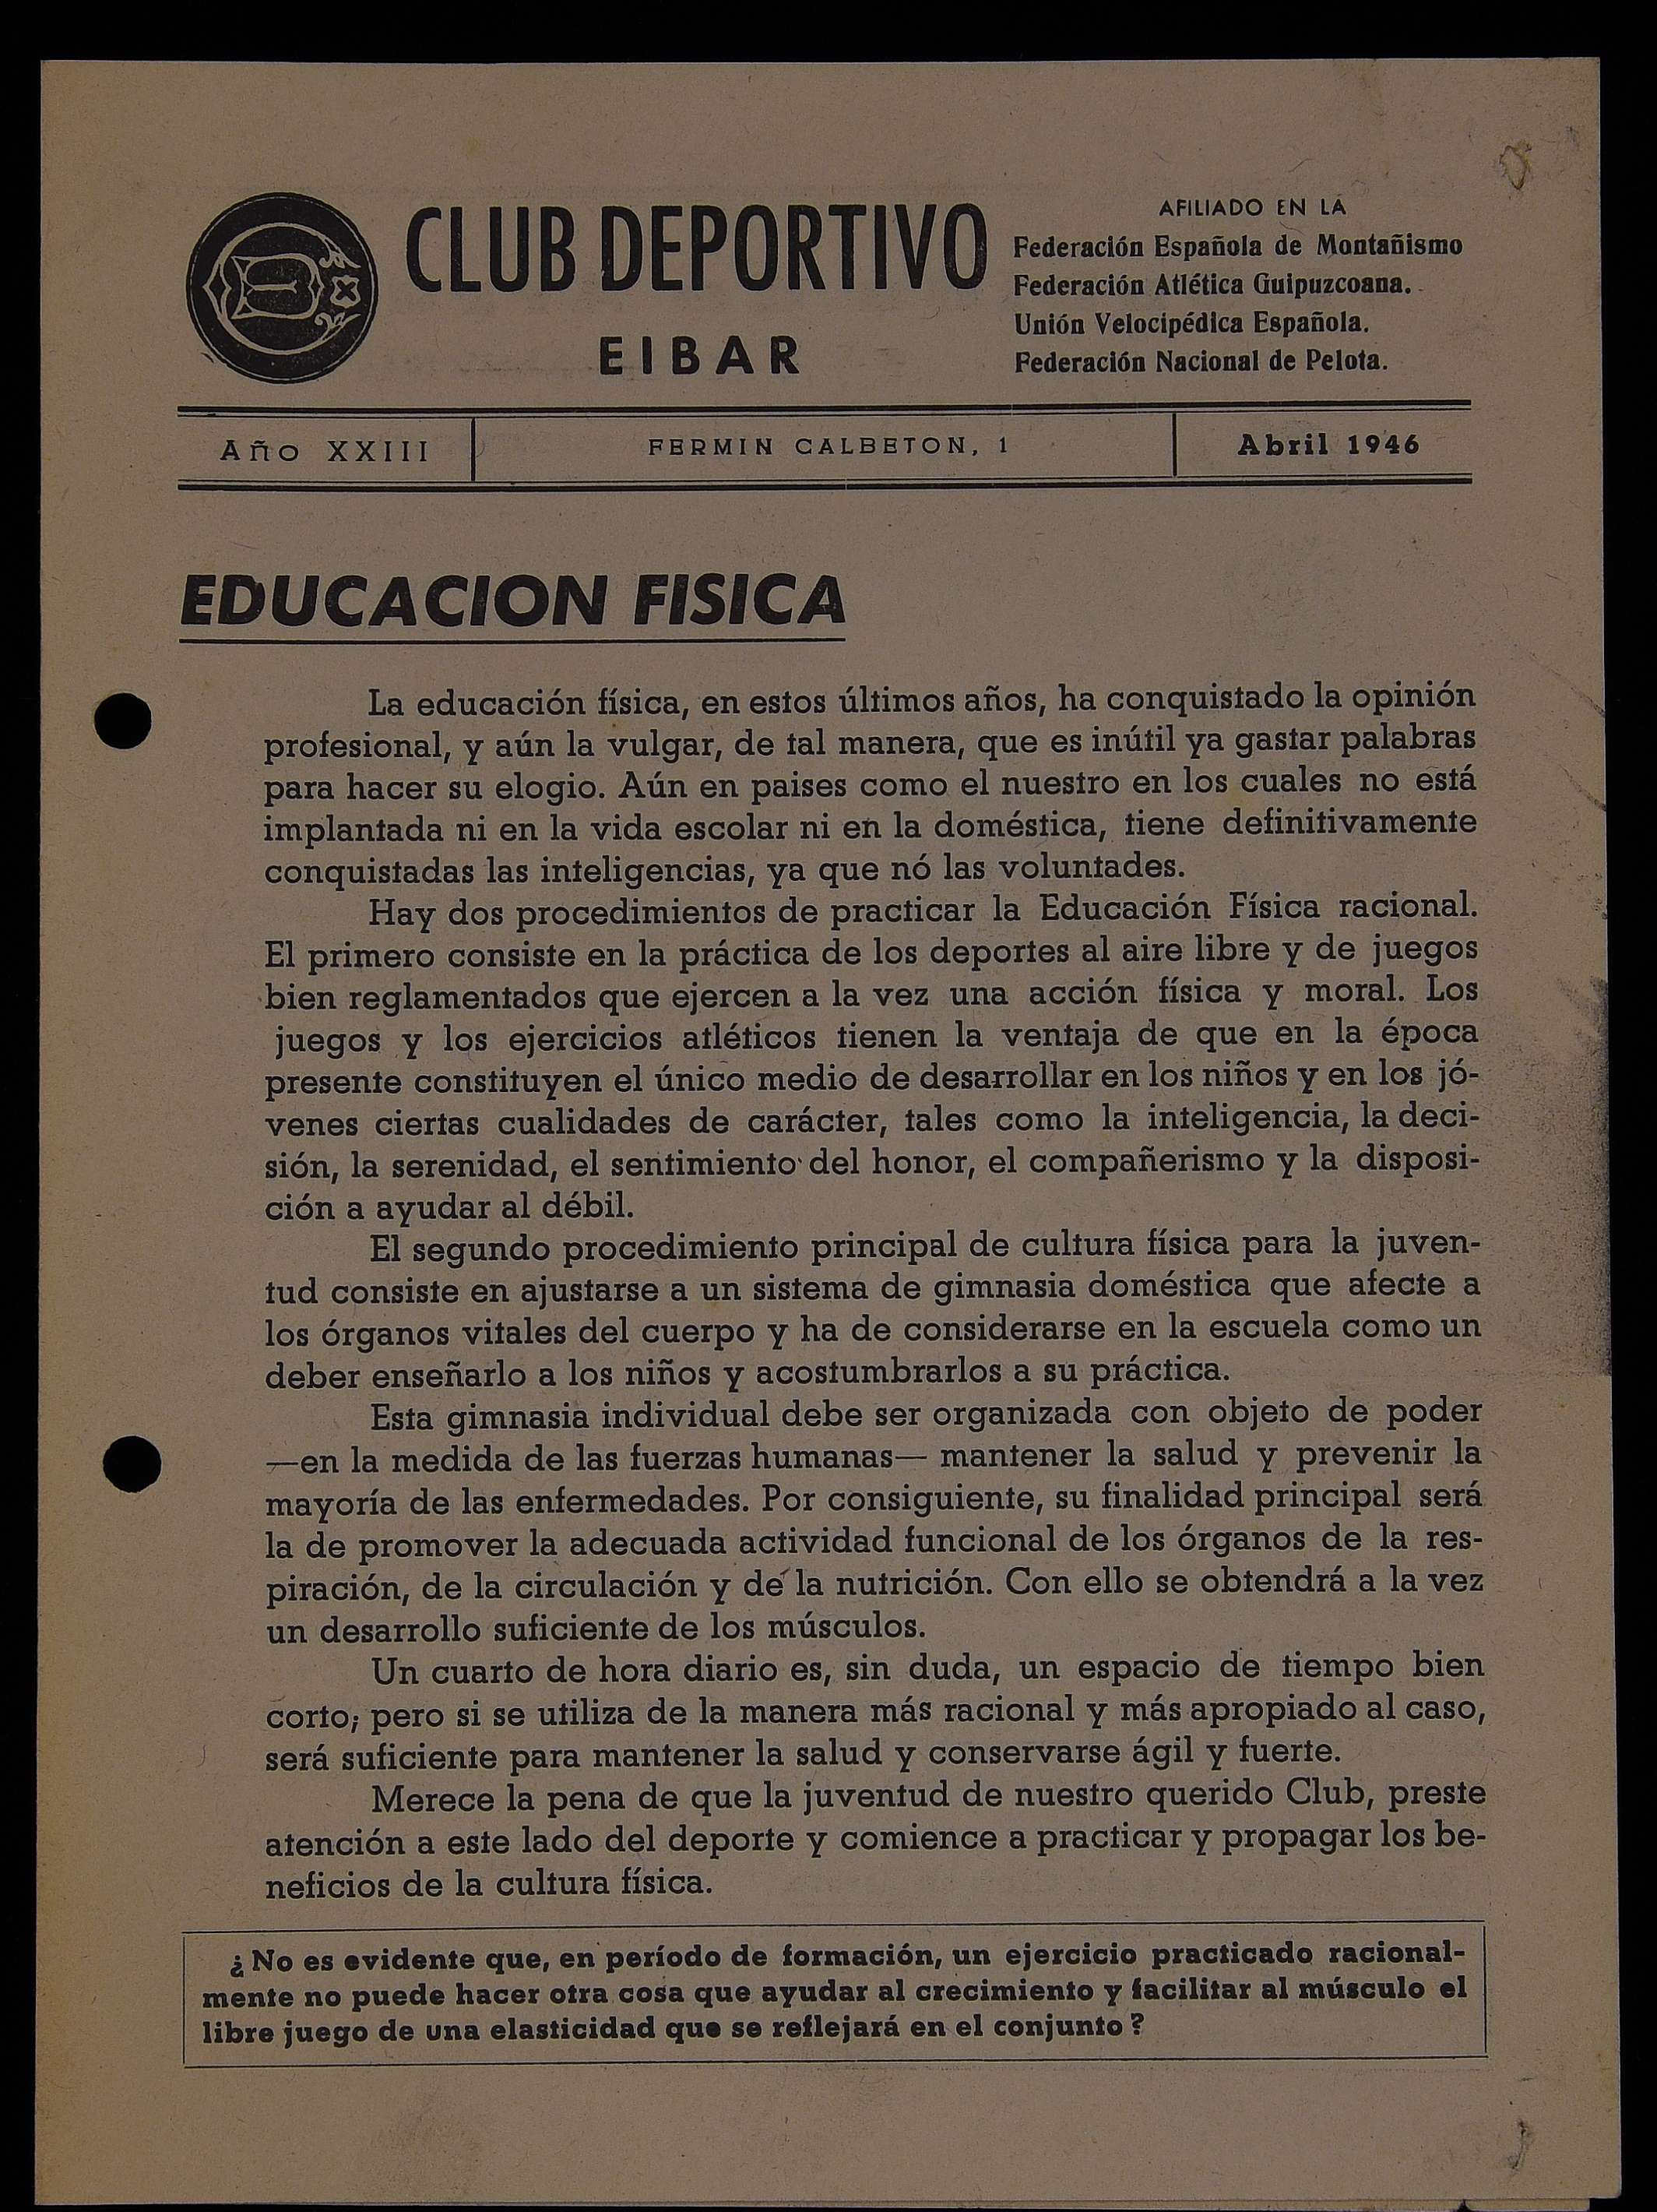 CLUB DEPORTIVO
EIBAR
AFILIADO EN LA
Federación Española de Montañismo
Federación Atlética Guipuzcoana.
Unión Velocipédica Española.
Federación Nacional de Pelota.
Año XXIII
FERMIN CALBETON, 1
Abril 1946
EDUCACION FISICA
La educación física, en estos últimos años, ha conquistado la opinión
profesional, y aún la vulgar, de tal manera, que es inútil ya gastar palabras
para hacer su elogio. Aún en paises como el nuestro en los cuales no está
implantada ni en la vida escolar ni en la doméstica, tiene definitivamente
conquistadas las inteligencias, ya que nó las voluntades.
Hay dos procedimientos de practicar la Educación Física racional.
El primero consiste en la práctica de los deportes al aire libre y de juegos
bien reglamentados que ejercen a la vez una acción física y moral. Los
juegos y los ejercicios atléticos tienen la ventaja de que en la época
presente constituyen el único medio de desarrollar en los niños y en los jó-
venes ciertas cualidades de carácter, tales como la inteligencia, la deci-
sión, la serenidad, el sentimiento del honor, el compañerismo y la disposi-
ción a ayudar al débil.
El segundo procedimiento principal de cultura física para la juven-
tud consiste en ajustarse a un sistema de gimnasia doméstica que afecte a
los órganos vitales del cuerpo y ha de considerarse en la escuela como un
deber enseñarlo a los niños y acostumbrarlos a su práctica.
Esta gimnasia individual debe ser organizada con objeto de poder
—en la medida de las fuerzas humanas— mantener la salud y prevenir la
mayoría de las enfermedades. Por consiguiente, su finalidad principal será
la de promover la adecuada actividad funcional de los órganos de la res-
piración, de la circulación y de la nutrición. Con ello se obtendrá a la vez
un desarrollo suficiente de los músculos.
Un cuarto de hora diario es, sin duda, un espacio de tiempo bien
corto; pero si se utiliza de la manera más racional y más apropiado al caso,
será suficiente para mantener la salud y conservarse ágil y fuerte.
Merece la pena de que la juventud de nuestro querido Club, preste
atención a este lado del deporte y comience a practicar y propagar los be-
neficios de la cultura física.
¿No es evidente que, en período de formación, un ejercicio practicado racional-
mente no puede hacer otra cosa que ayudar al crecimiento y facilitar al músculo el
libre juego de una elasticidad que se reflejará en el conjunto?